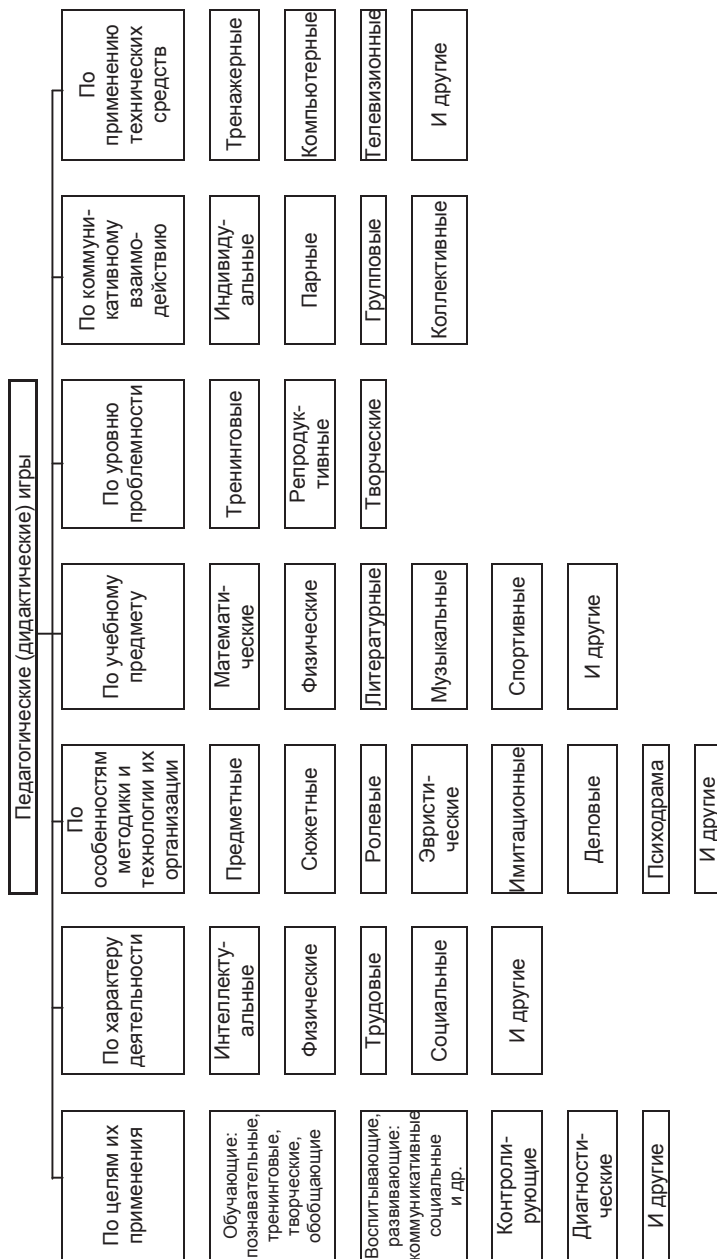 Педагогические (дидактические) игры
По целям их
применения
Обучающие:
познавательные,
тренинговые,
творческие,
обобщающие
Воспитывающие,
развивающие:
коммуникативные
социальные
и др.
Контроли-
рующие
Диагности-
ческие
И другие
По характеру
деятельности
Интеллекту-
альные
Физические
Трудовые
Социальные
И другие
По
особенностям
методики и
технологии их
организации
Предметные
Сюжетные
Ролевые
Эвристи-
ческие
Имитационные
Деловые
Психодрама
И другие
По учебному
предмету
Математи-
ческие
Физические
Литературные
Музыкальные
Спортивные
И другие
По уровню
проблемности
Тренинговые
Репродук-
тивные
Творческие
По коммуни-
кативному
взаимо-
действию
Индивиду-
альные
Парные
Групповые
Коллективные
По
применению
технических
средств
Тренажерные
Компьютерные
Телевизионные
И другие